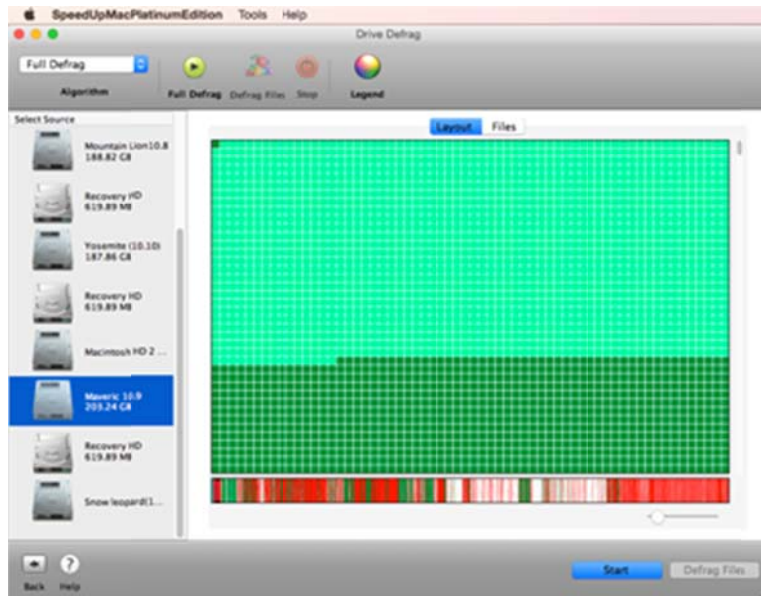 SpeedUpMacPlatinumEdition Tools Help
Drive Defrag
Full Defrag
Algorithm Full Defrag Defrag Files Stop Legend
Select Source
Layout Files
Mountain Lion10.8
188.82 GB
Recovery HD
619.89 MB
Yosemite (10.10)
187.86 GB
Recovery HD
619.89 MB
Macintosh HD 2 ...
Maveric 10.9
203.24 GB
Recovery HD
619.89 MB
Snow leopard(1...
Start Defrag Files
Back Help